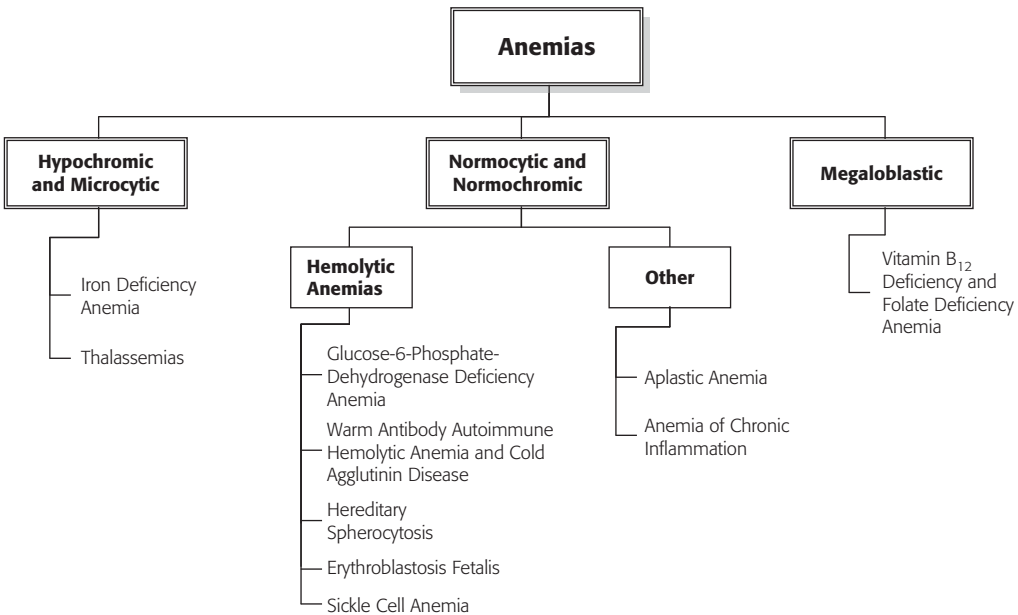 Anemias
Hypochromic
and Microcytic
Normocytic and
Normochromic
Megaloblastic
Iron Deficiency
Anemia
Thalassemias
Hemolytic
Anemias
Other
Vitamin B12
Deficiency and
Folate Deficiency
Anemia
Glucose-6-Phosphate-
Dehydrogenase Deficiency
Anemia
Warm Antibody Autoimmune
Hemolytic Anemia and Cold
Agglutinin Disease
Hereditary
Spherocytosis
Erythroblastosis Fetalis
Sickle Cell Anemia
Aplastic Anemia
Anemia of Chronic
Inflammation